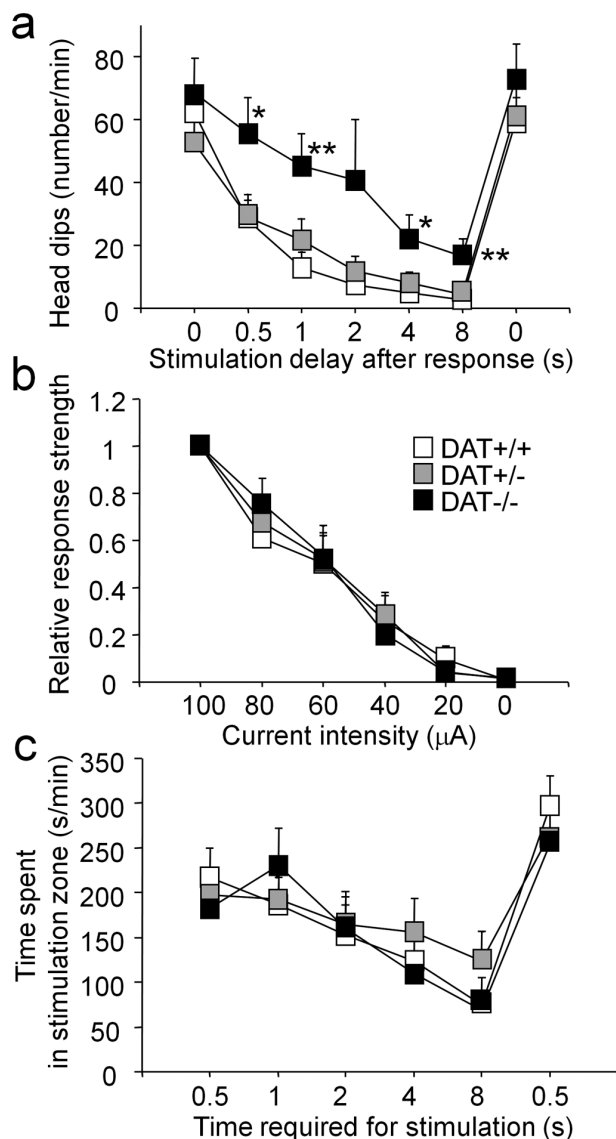 a
Head dips (number/min)
80
60
40
20
0
*
**
*
**
0 0.5 1 2 4 8 0
Stimulation delay after response (s)
b
Relative response strength
1.2
1
0.8
0.6
0.4
0.2
0
DAT+/+
DAT+/-
DAT-/-
100 80 60 40 20 0
Current intensity (µA)
c
Time spent
in stimulation zone (s/min)
350
300
250
200
150
100
50
0
0.5 1 2 4 8 0.5
Time required for stimulation (s)